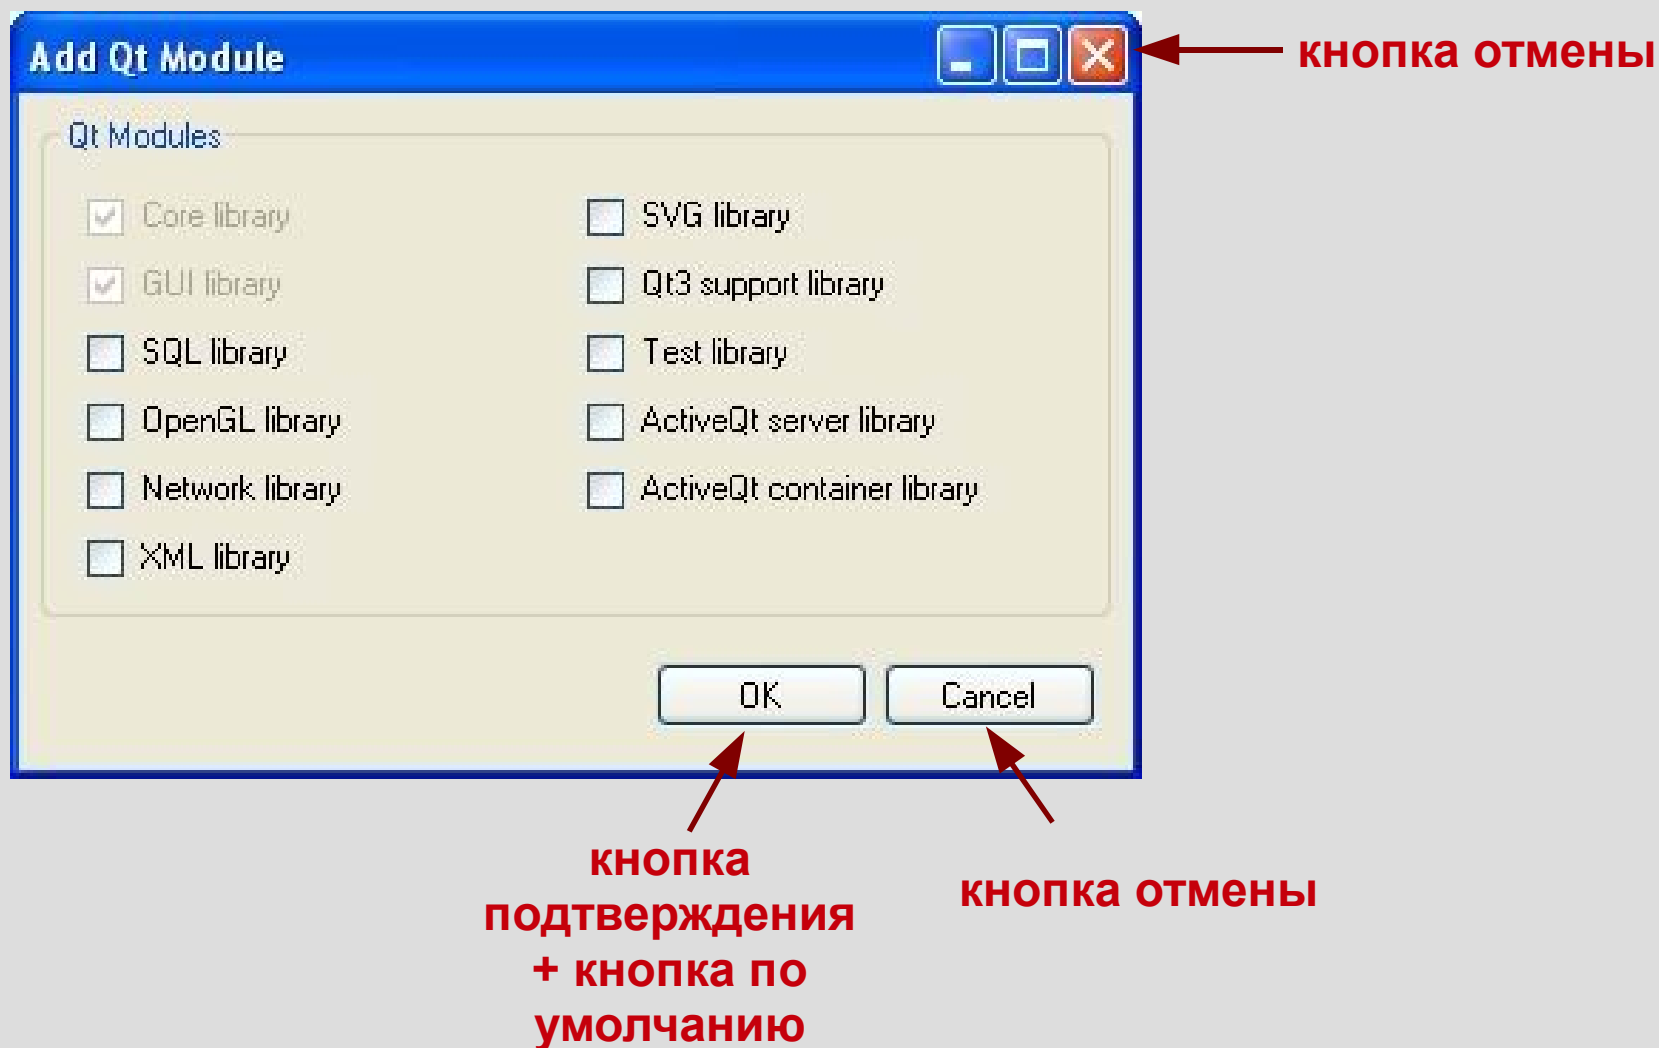 Add Qt Module
кнопка отмены
Qt Modules
Core library
GUI library
SQL library
OpenGL library
Network library
XML library
SVG library
Qt3 support library
Test library
ActiveQt server library
ActiveQt container library
OK
Cancel
кнопка
подтверждения
+ кнопка по
умолчанию
кнопка отмены